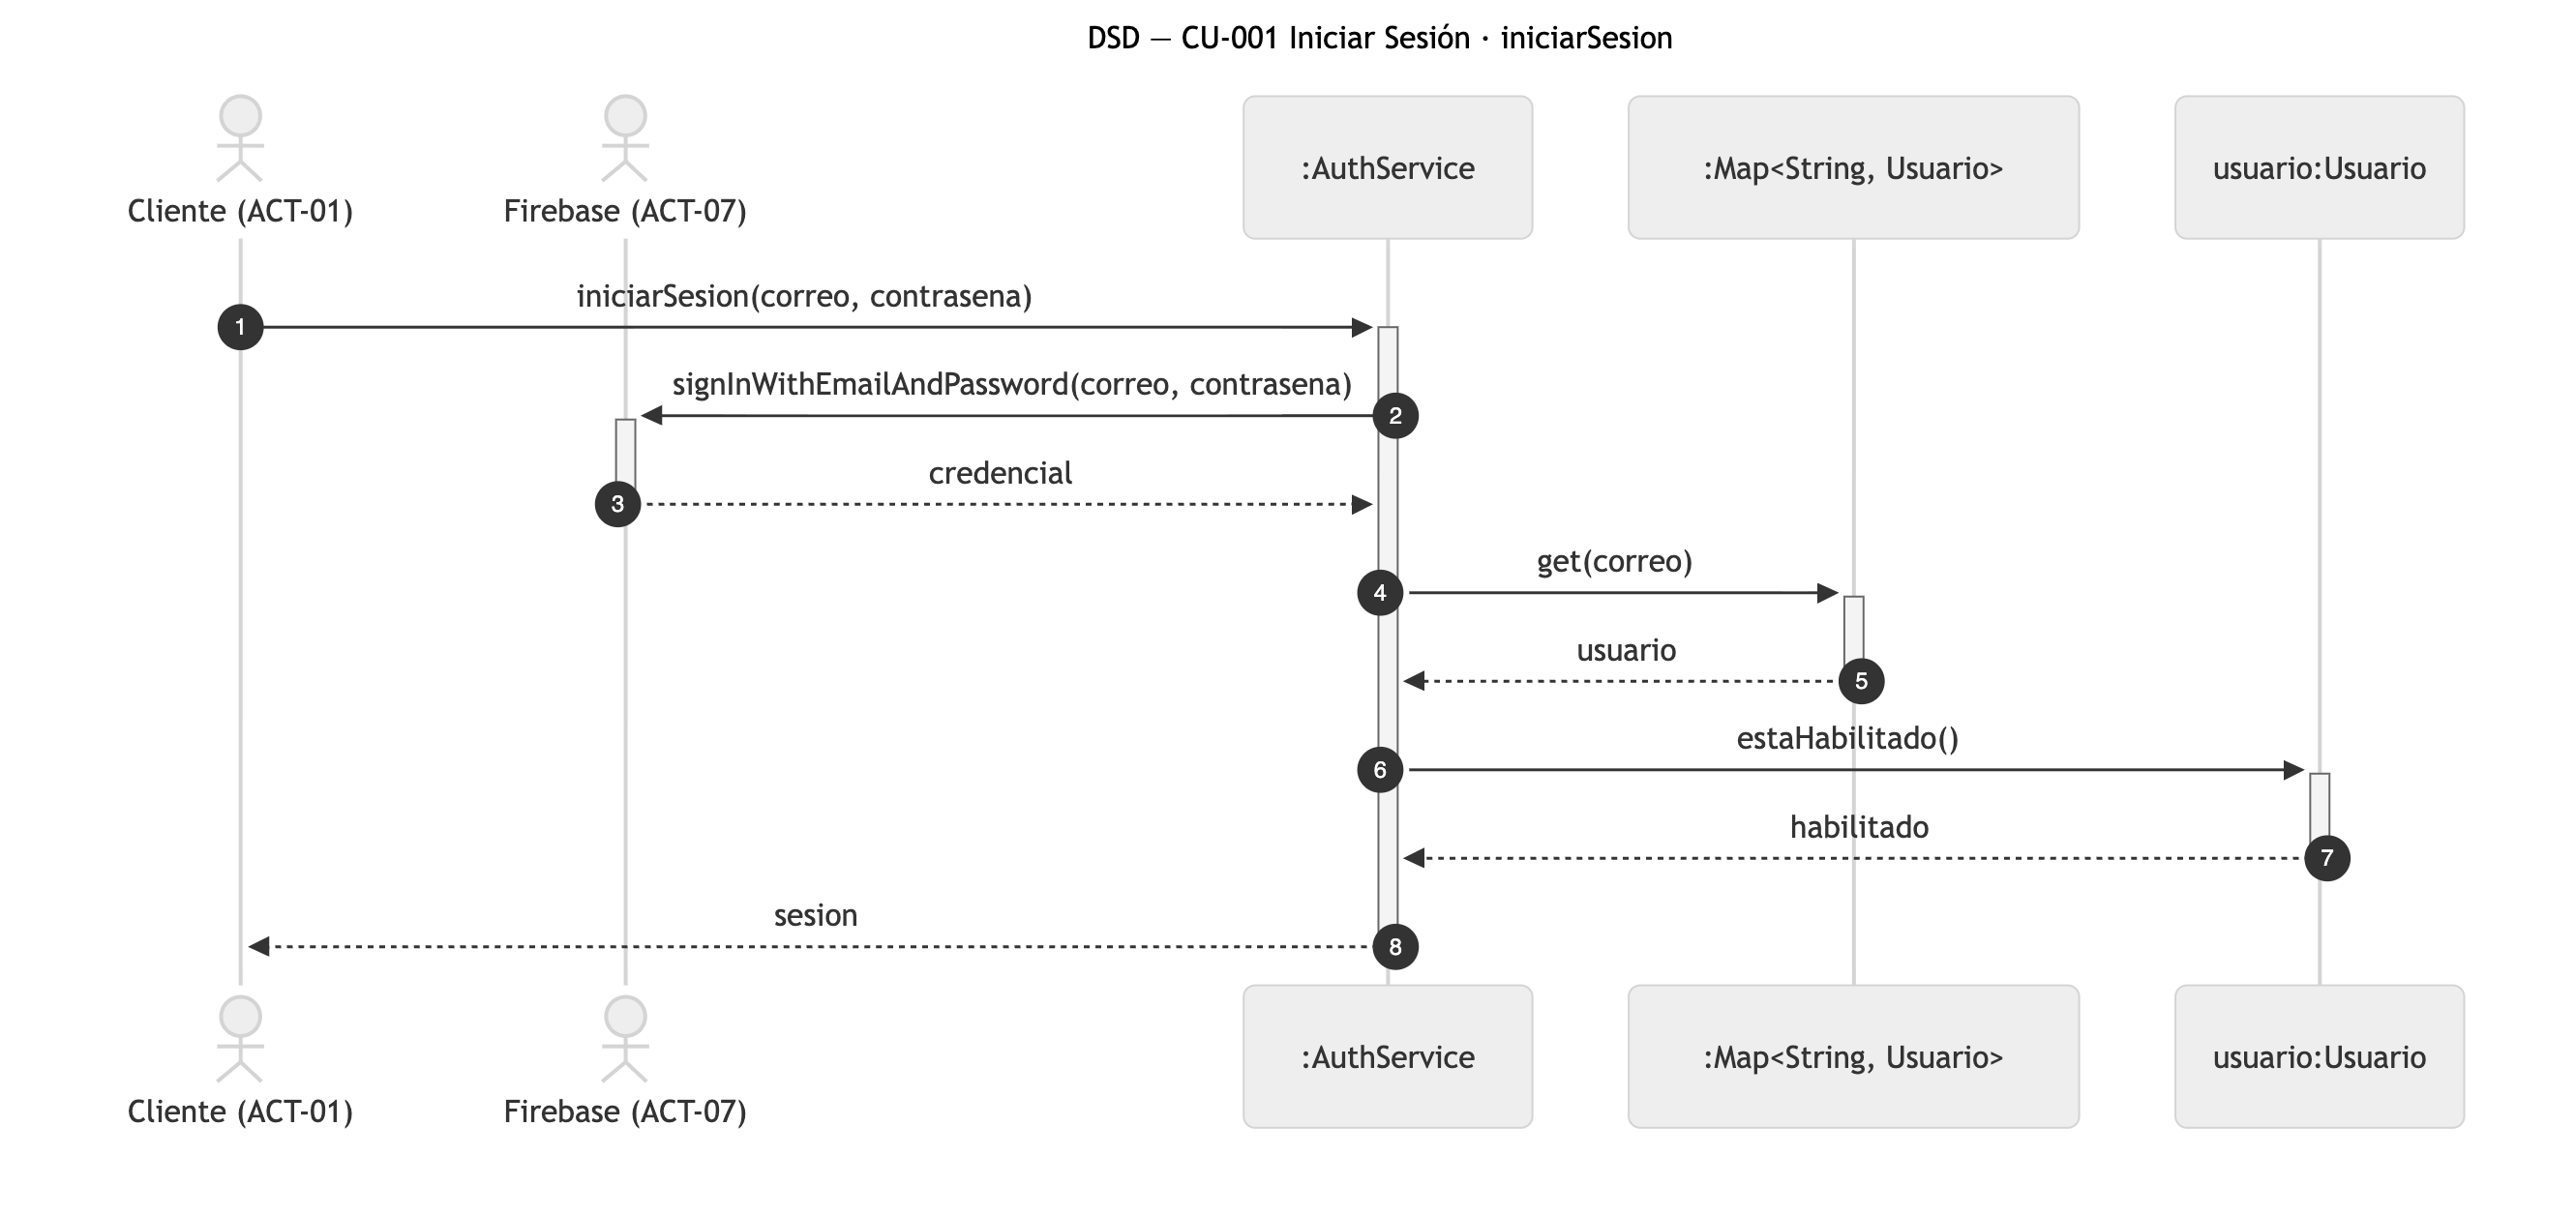 DSD — CU-001 Iniciar Sesión · iniciarSesion
Cliente (ACT-01)
Firebase (ACT-07)
:AuthService
:Map<String, Usuario>
usuario:Usuario
iniciarSesion(correo, contrasena)
1
signInWithEmailAndPassword(correo, contrasena)
2
credencial
3
get(correo)
4
usuario
5
estaHabilitado()
6
habilitado
7
sesion
8
Cliente (ACT-01)
Firebase (ACT-07)
:AuthService
:Map<String, Usuario>
usuario:Usuario